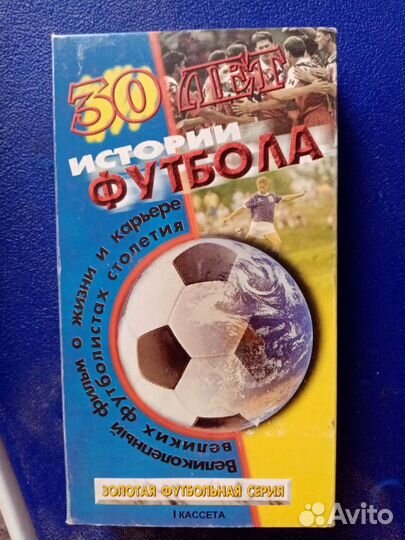 30 ЛЕТ
ИСТОРИИ
ФУТБОЛА
Великолепный фильм о жизни и карьере
великих футболистах столетия
ЗОЛОТАЯ ФУТБОЛЬНАЯ СЕРИЯ
I КАССЕТА
Avito